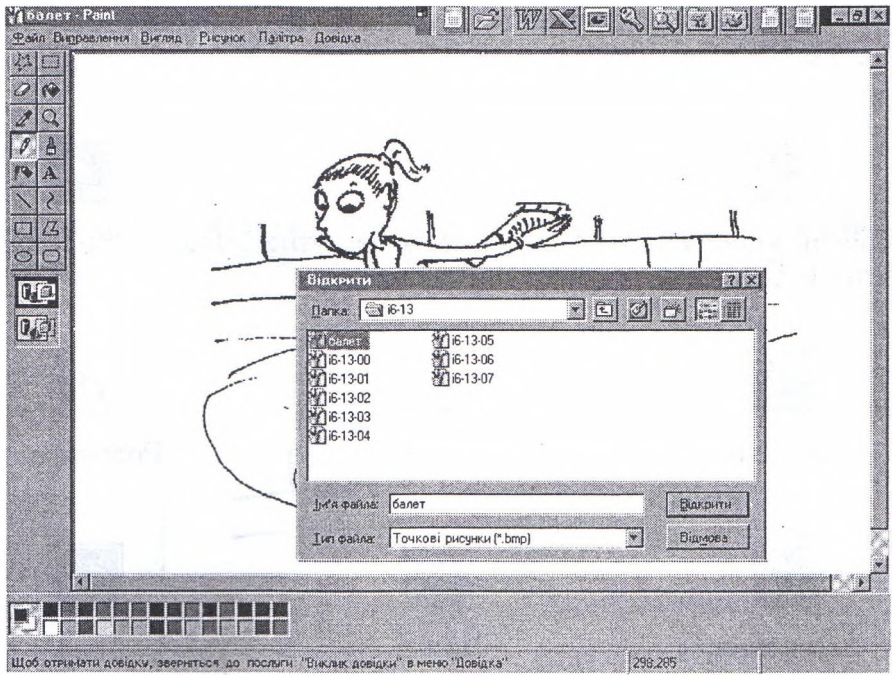 балет - Paint
Файл Виправлення Вигляд Рисунок Палітра Довідка
Відкрити
Папка: i6-13
балет
i6-13-00
i6-13-01
i6-13-02
i6-13-03
i6-13-04
i6-13-05
i6-13-06
i6-13-07
Ім'я файла: балет
Відкрити
Тип файла: Точкові рисунки (*.bmp)
Відмова
Щоб отримати довідку, зверніться до послуги "Виклик довідки" в меню "Довідка"
298,285